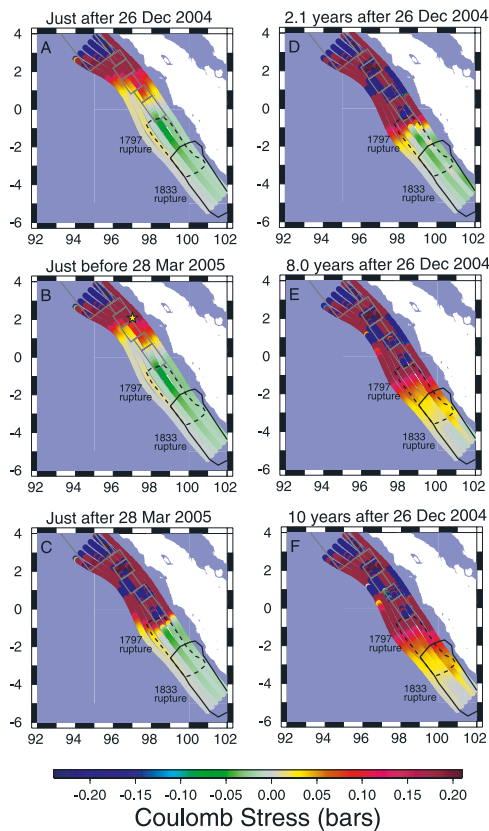 Just after 26 Dec 2004
A
4
2
0
-2
-4
-6
1797
rupture
1833
rupture
92 94 96 98 100 102
2.1 years after 26 Dec 2004
D
4
2
0
-2
-4
-6
1797
rupture
1833
rupture
92 94 96 98 100 102
Just before 28 Mar 2005
B
4
2
0
-2
-4
-6
1797
rupture
1833
rupture
92 94 96 98 100 102
8.0 years after 26 Dec 2004
E
4
2
0
-2
-4
-6
1797
rupture
1833
rupture
92 94 96 98 100 102
Just after 28 Mar 2005
C
4
2
0
-2
-4
-6
1797
rupture
1833
rupture
92 94 96 98 100 102
10 years after 26 Dec 2004
F
4
2
0
-2
-4
-6
1797
rupture
1833
rupture
92 94 96 98 100 102
-0.20 -0.15 -0.10 -0.05 0.00 0.05 0.10 0.15 0.20
Coulomb Stress (bars)